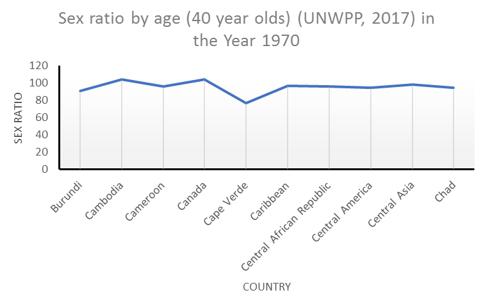 Sex ratio by age (40 year olds) (UNWPP, 2017) in
the Year 1970
SEX RATIO
120
100
80
60
40
20
0
Burundi
Cambodia
Cameroon
Canada
Cape Verde
Caribbean
Central African Republic
Central America
Central Asia
Chad
COUNTRY